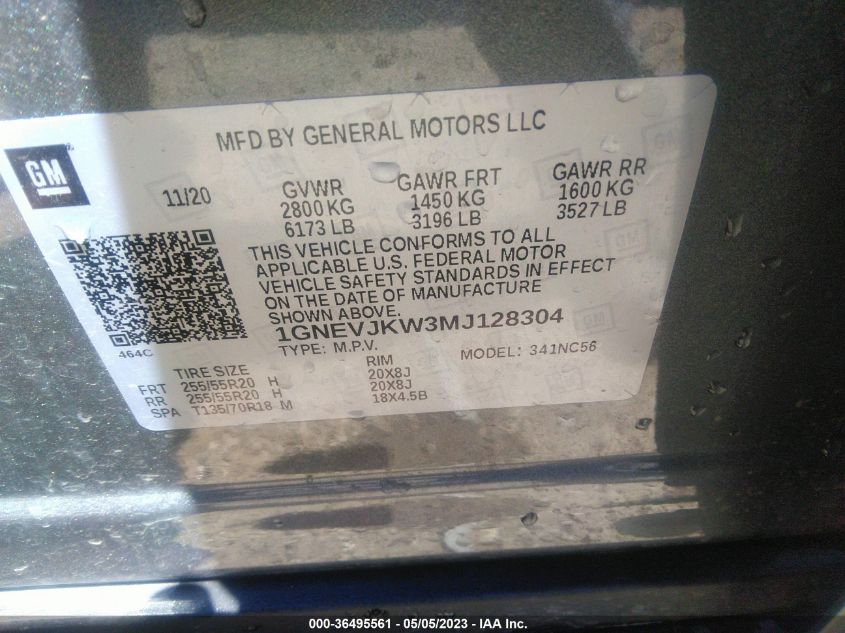 MFD BY GENERAL MOTORS LLC
GM
11/20 GVWR GAWR FRT GAWR RR
2800 KG 1450 KG 1600 KG
6173 LB 3196 LB 3527 LB
THIS VEHICLE CONFORMS TO ALL
APPLICABLE U.S. FEDERAL MOTOR
VEHICLE SAFETY STANDARDS IN EFFECT
ON THE DATE OF MANUFACTURE
SHOWN ABOVE.
1GNEVJKW3MJ128304
464C
TYPE: M.P.V. MODEL: 341NC56
TIRE SIZE RIM
FRT 255/55R20 H 20X8J
RR 255/55R20 H 20X8J
SPA T135/70R18 M 18X4.5B
000-36495561 - 05/05/2023 - IAA Inc.